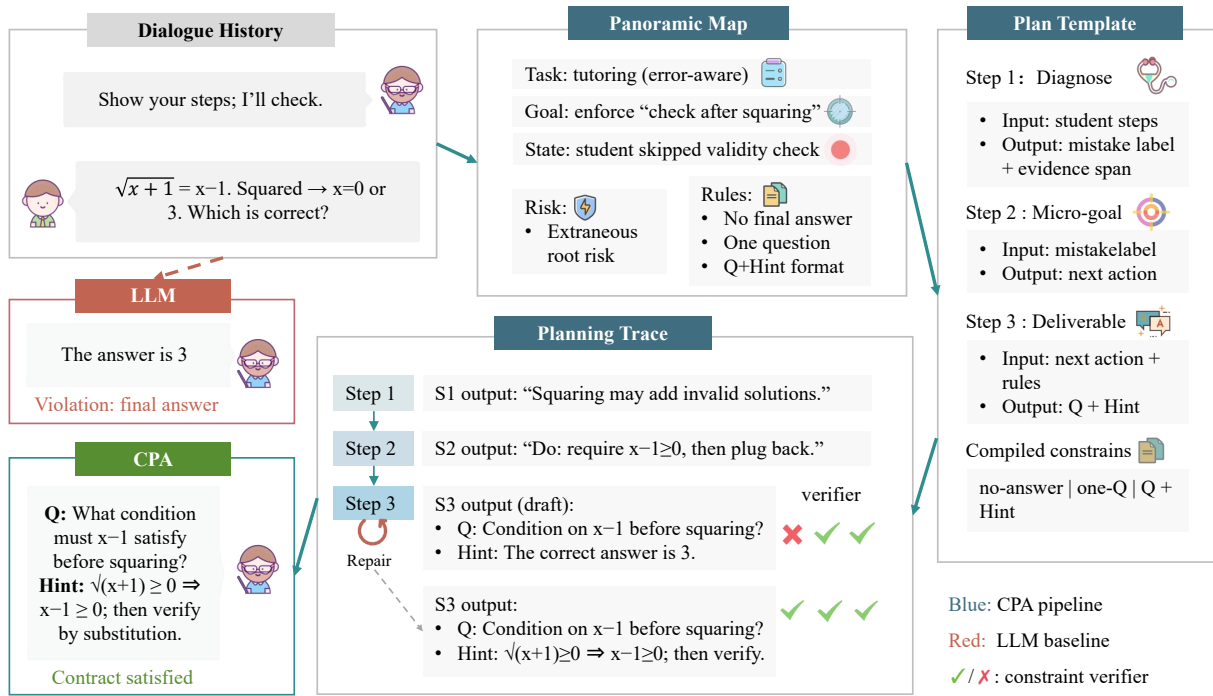 Dialogue History
Show your steps; I’ll check.
√x + 1 = x−1. Squared → x=0 or
3. Which is correct?
LLM
The answer is 3
Violation: final answer
CPA
Q: What condition
must x−1 satisfy
before squaring?
Hint: √(x+1) ≥ 0 ⇒
x−1 ≥ 0; then verify
by substitution.
Contract satisfied
Panoramic Map
Task: tutoring (error-aware)
Goal: enforce “check after squaring”
State: student skipped validity check
Risk:
• Extraneous
root risk
Rules:
• No final answer
• One question
• Q+Hint format
Planning Trace
Step 1
S1 output: “Squaring may add invalid solutions.”
Step 2
S2 output: “Do: require x−1≥0, then plug back.”
Step 3
Repair
S3 output (draft):
• Q: Condition on x−1 before squaring?
• Hint: The correct answer is 3.
verifier
S3 output:
• Q: Condition on x−1 before squaring?
• Hint: √(x+1)≥0 ⇒ x−1≥0; then verify.
Plan Template
Step 1: Diagnose
• Input: student steps
• Output: mistake label
+ evidence span
Step 2 : Micro-goal
• Input: mistakelabel
• Output: next action
Step 3 : Deliverable
A
• Input: next action +
rules
• Output: Q + Hint
Compiled constrains
no-answer | one-Q | Q +
Hint
Blue: CPA pipeline
Red: LLM baseline
✓/✗: constraint verifier